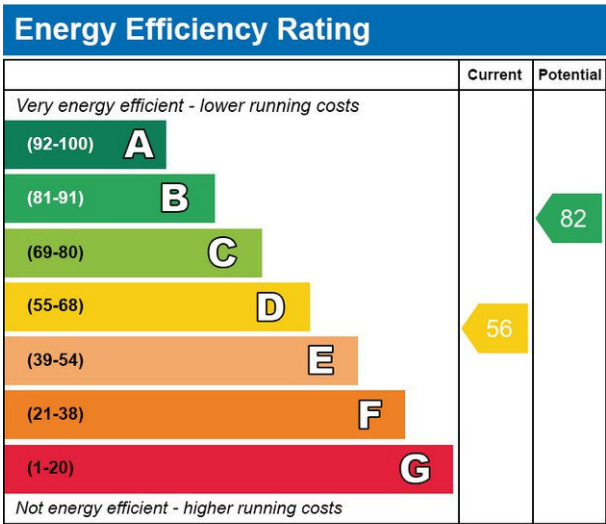 Energy Efficiency Rating
Current Potential
Very energy efficient - lower running costs
(92-100) A
(81-91) B
82
(69-80) C
(55-68) D
56
(39-54) E
(21-38) F
(1-20) G
Not energy efficient - higher running costs